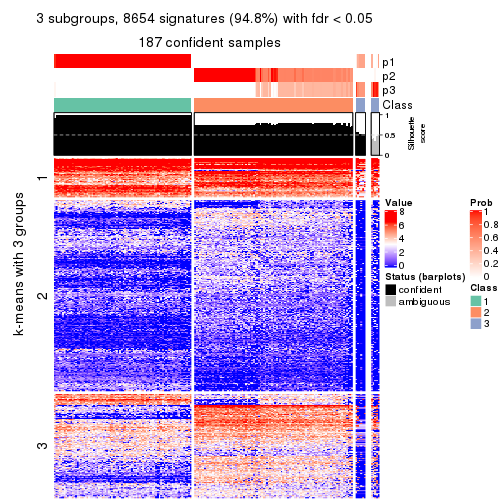 3 subgroups, 8654 signatures (94.8%) with fdr < 0.05
187 confident samples
p1
p2
p3
Class
1
0.5
0
Silhouette
score
k-means with 3 groups
1
2
3
Value
8
6
4
2
0
Status (barplots)
confident
ambiguous
Prob
1
0.8
0.6
0.4
0.2
0
Class
1
2
3